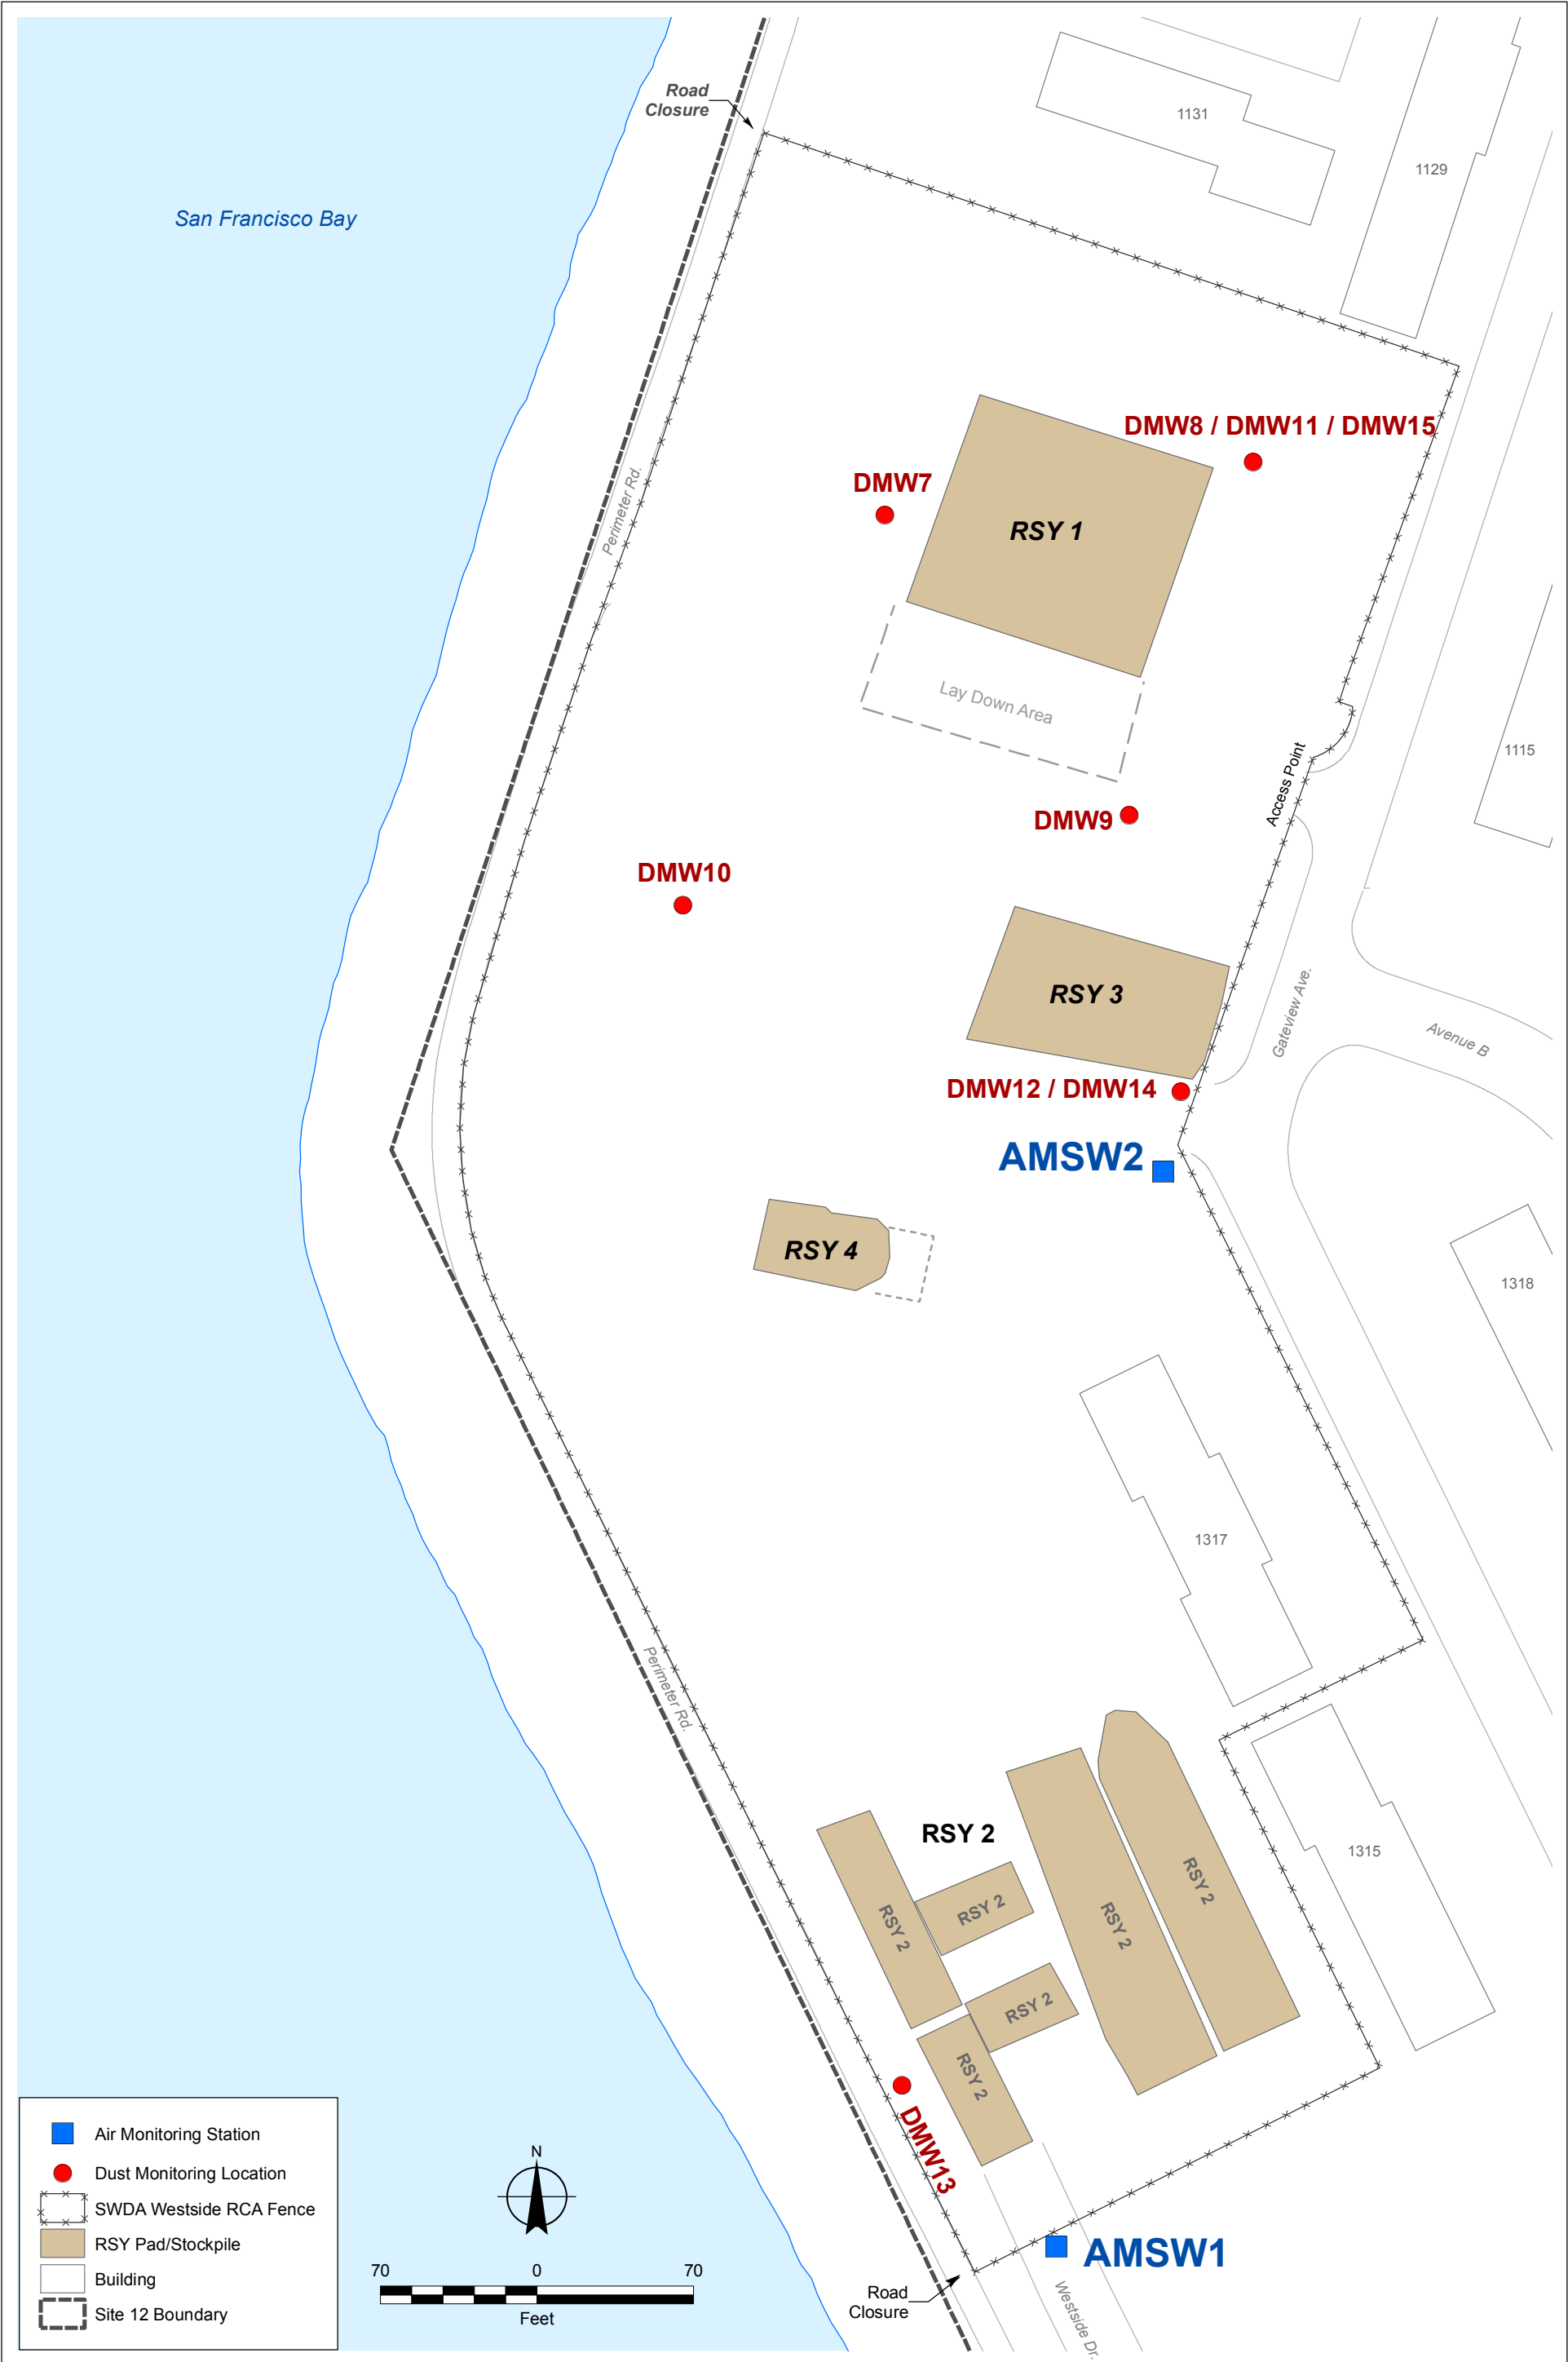 Road
Closure
1131
1129
San Francisco Bay
DMW8 / DMW11 / DMW15
DMW7
Perimeter Rd.
RSY 1
Lay Down Area
1115
Access Point
DMW9
DMW10
RSY 3
Gateview Ave.
Avenue B
DMW12 / DMW14
AMSW2
RSY 4
1318
1317
Perimeter Rd.
RSY 2
1315
RSY 2
RSY 2
RSY 2
RSY 2
RSY 2
RSY 2
DMW13
AMSW1
Road
Closure
Westside Dr.
Air Monitoring Station
Dust Monitoring Location
SWDA Westside RCA Fence
RSY Pad/Stockpile
Building
Site 12 Boundary
N
70 0 70
Feet